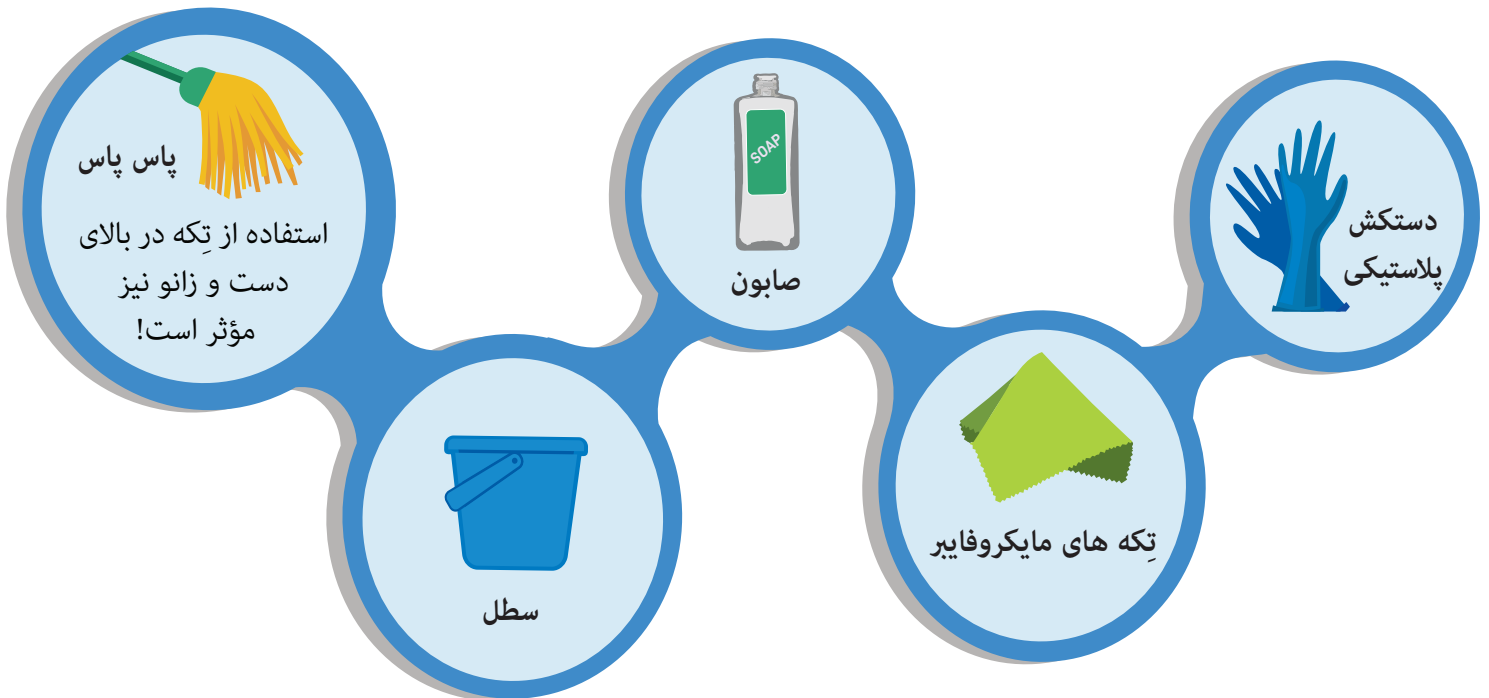 دستکش
پلاستیکی
تِکه های مایکروفایبر
SOAP
صابون
سطل
پاس پاس
استفاده از تِکه در بالای
دست و زانو نیز
مؤثر است!